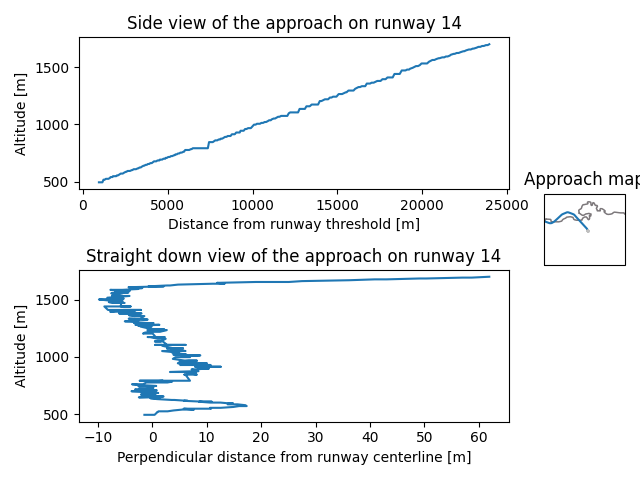 Side view of the approach on runway 14
Altitude [m]
1500
1000
500
0
5000
10000
15000
20000
25000
Distance from runway threshold [m]
Approach map
Straight down view of the approach on runway 14
Altitude [m]
1500
1000
500
−10
0
10
20
30
40
50
60
Perpendicular distance from runway centerline [m]